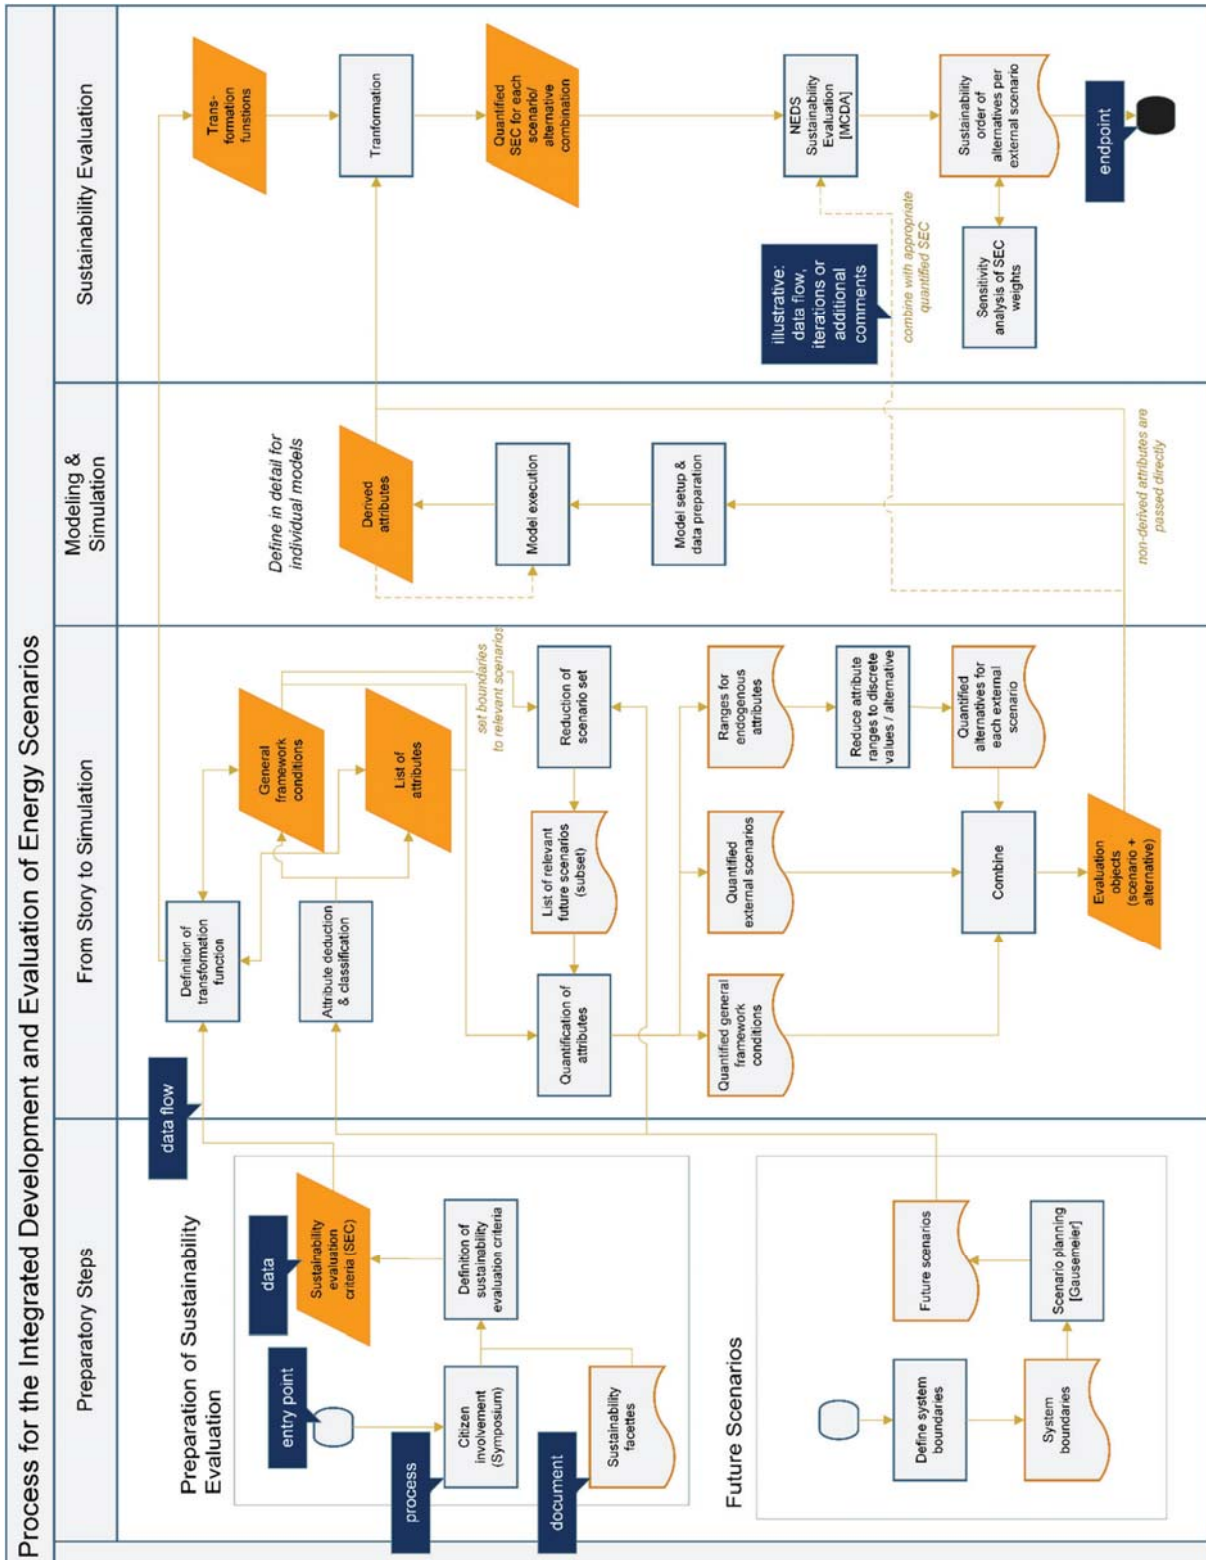 Process for the Integrated Development and Evaluation of Energy Scenarios
Preparatory Steps
From Story to Simulation
Modeling &
Simulation
Sustainability Evaluation
Preparation of Sustainability
Evaluation
entry point
data
process
document
Citizen
involvement
(Symposium)
Sustainability
facettes
Definition of
sustainability
evaluation criteria
Sustainability
evaluation
criteria (SEC)
Future Scenarios
Define system
boundaries
System
boundaries
Scenario planning
[Gausemeier]
Future scenarios
data flow
Definition of
transformation
function
Attribute deduction
& classification
General
framework
conditions
List of
attributes
set boundaries
to relevant scenarios
Quantification of
attributes
List of relevant
future scenarios
(subset)
Reduction of
scenario set
Quantified general
framework
conditions
Quantified
external scenarios
Ranges for
endogenous
attributes
Reduce attribute
ranges to discrete
values / alternative
Quantified
alternatives for
each external
scenario
Combine
Evaluation
objects
(scenario +
alternative)
Define in detail for
individual models
Derived
attributes
Model execution
Model setup &
data preparation
non-derived attributes are
passed directly
Trans-
formation
funstions
Tranformation
Quantified
SEC for each
scenario/
alternative
combination
illustrative:
data flow,
iterations or
additional
comments
combine with appropriate
quantified SEC
NEDS
Sustainability
Evaluation
[MCDA]
Sensitivity
analysis of SEC
weights
Sustainability
order of
alternatives per
external scenario
endpoint